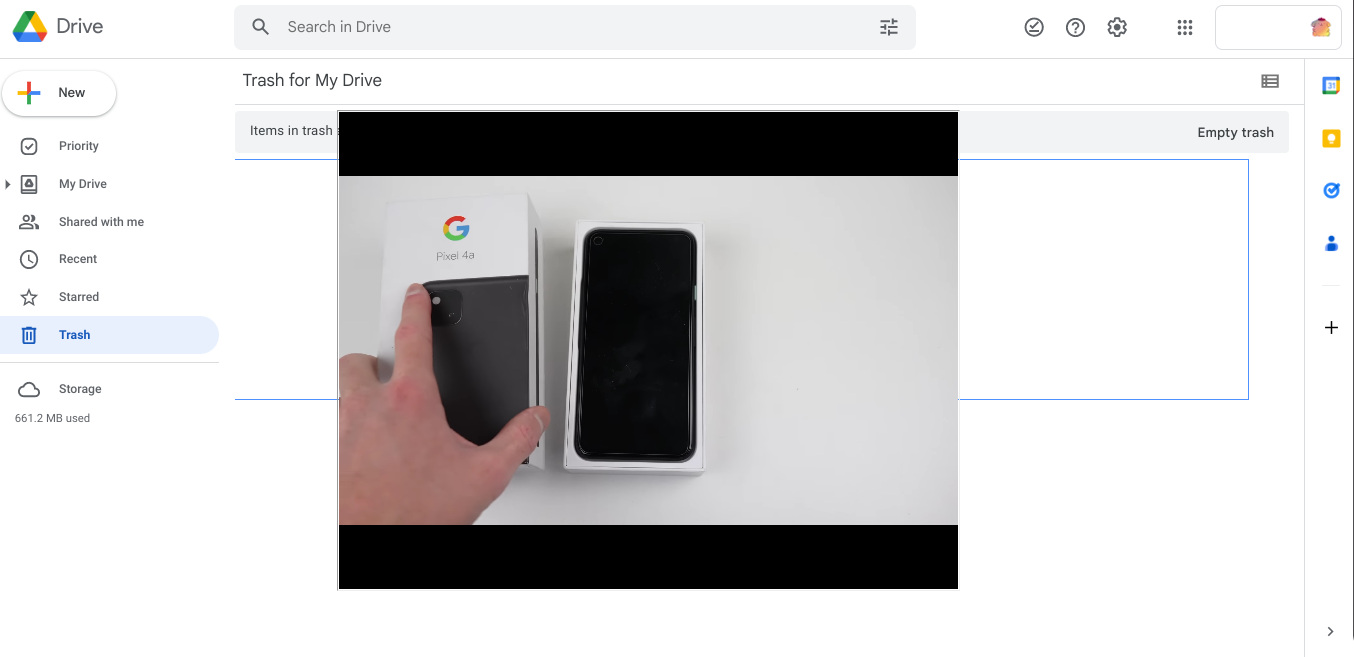 Drive
Search in Drive
New
Trash for My Drive
Items in trash
Empty trash
Priority
My Drive
Shared with me
Recent
Starred
Trash
Storage
661.2 MB used
G
Pixel 4a
31